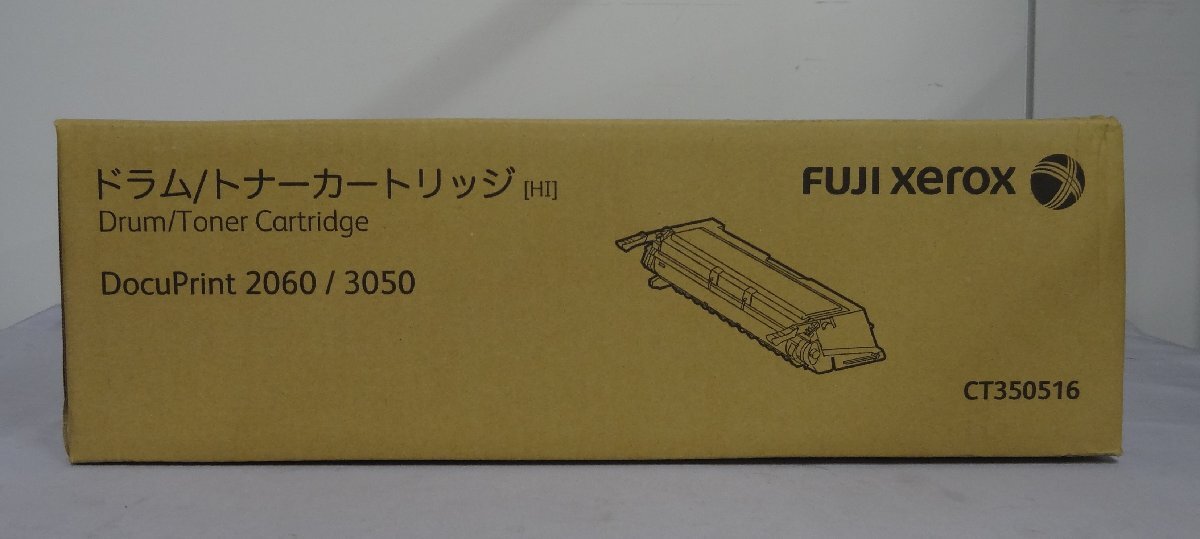 ドラム/トナーカートリッジ [HI]
Drum/Toner Cartridge
DocuPrint 2060 / 3050
FUJI xerox
CT350516